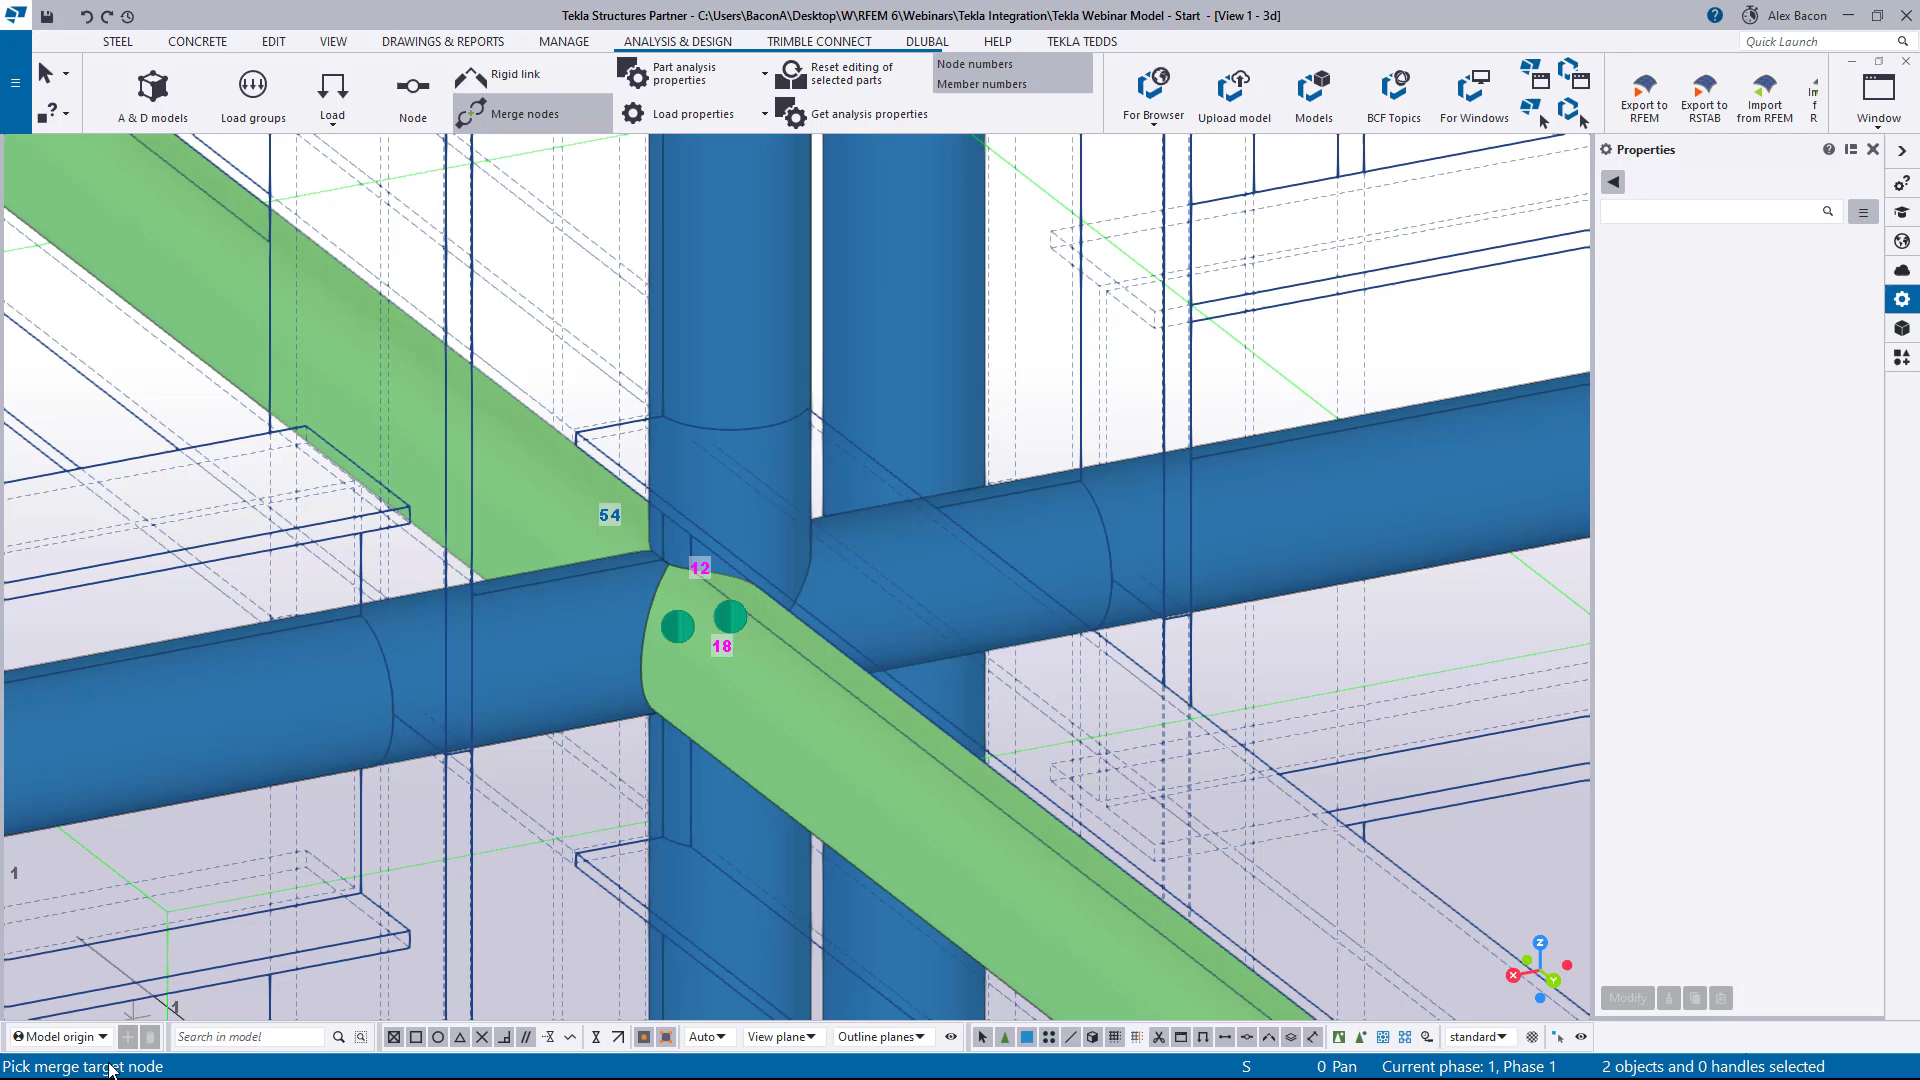 Tekla Structures Partner - C:\Users\BaconA\Desktop\W\RFEM 6\Webinars\Tekla Integration\Tekla Webinar Model - Start - [View 1 - 3d]
Alex Bacon
STEEL CONCRETE EDIT VIEW DRAWINGS & REPORTS MANAGE ANALYSIS & DESIGN TRIMBLE CONNECT DLUBAL HELP TEKLA TEDDS
Quick Launch
A & D models
Load groups
Load
Node
Rigid link
Merge nodes
Part analysis
properties
Load properties
Reset editing of
selected parts
Get analysis properties
Node numbers
Member numbers
For Browser
Upload model
Models
BCF Topics
For Windows
Export to
RFEM
Export to
RSTAB
Import
from RFEM
Window
Properties
54
12
18
1
1
Z
X
Y
Modify
Model origin
Search in model
Auto
View plane
Outline planes
standard
Pick merge target node
S
0 Pan
Current phase: 1, Phase 1
2 objects and 0 handles selected